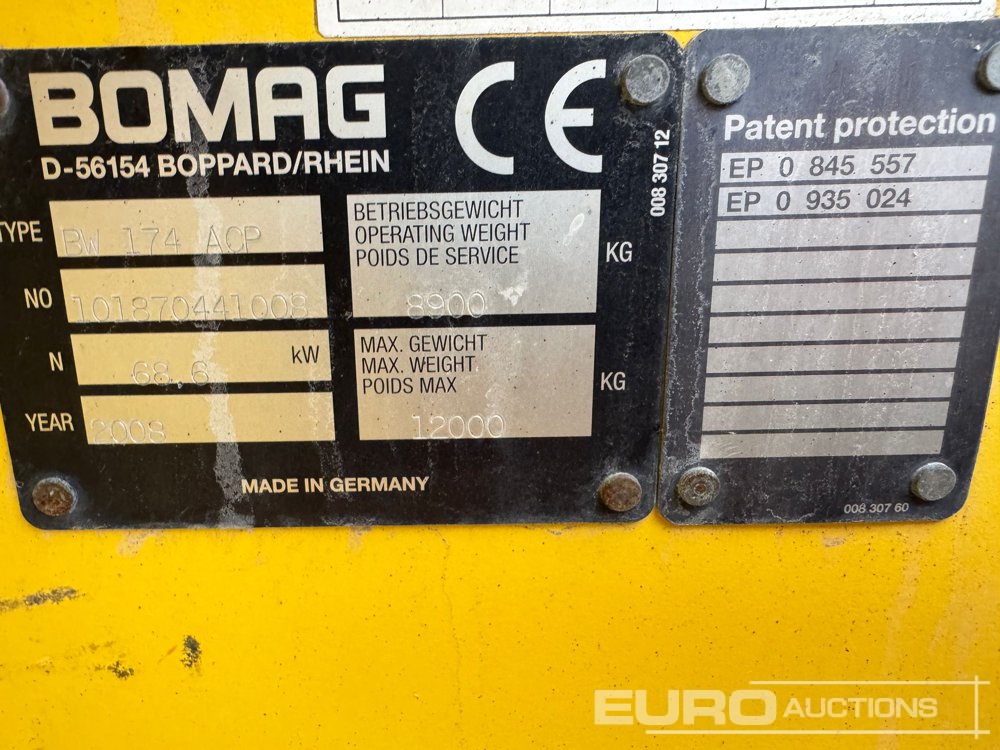 BOMAG
CE
D-56154 BOPPARD/RHEIN
008 307 12
TYPE BW 174 ACP
NO 101870441008
N 68.6 kW
YEAR 2008
BETRIEBSGEWICHT
OPERATING WEIGHT
POIDS DE SERVICE
8900 KG
MAX. GEWICHT
MAX. WEIGHT
POIDS MAX
12000 KG
MADE IN GERMANY
Patent protection
EP 0 845 557
EP 0 935 024
008 307 60
EURO AUCTIONS